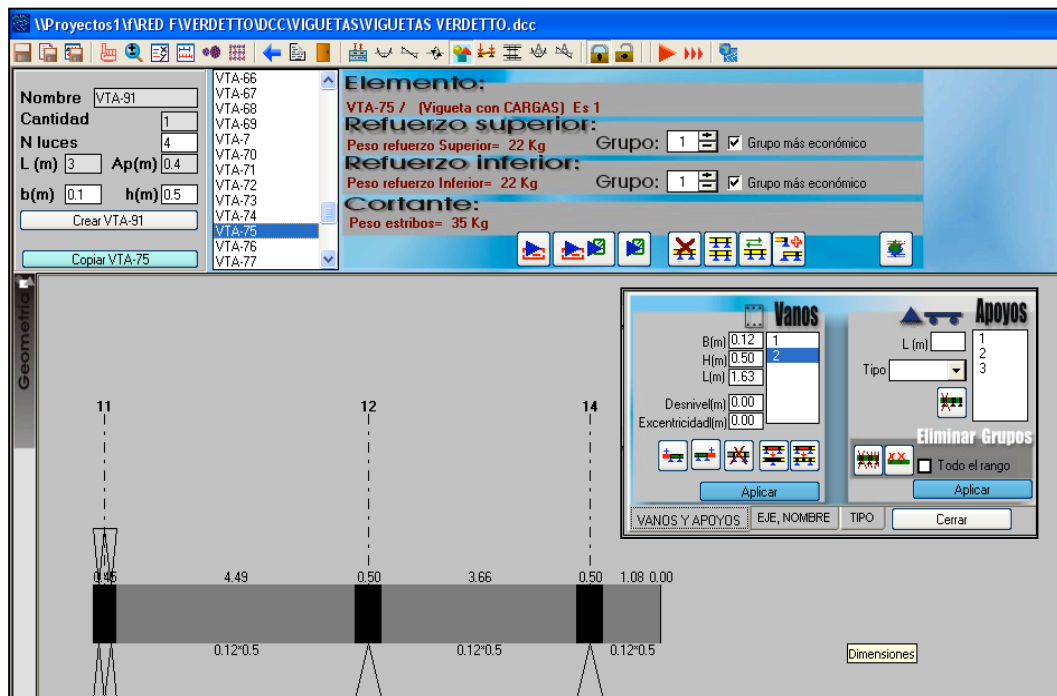 \\Proyectos1\f\RED F\VERDETTO\DCC\VIGUETAS\VIGUETAS VERDETTO.dcc
Nombre VTA-91
Cantidad 1
N luces 4
L (m) 3 Ap(m) 0.4
b(m) 0.1 h(m) 0.5
Crear VTA-91
Copiar VTA-75
VTA-66
VTA-67
VTA-68
VTA-69
VTA-7
VTA-70
VTA-71
VTA-72
VTA-73
VTA-74
VTA-75
VTA-76
VTA-77
Elemento:
VTA-75 / (Vigueta con CARGAS) Es 1
Refuerzo superior:
Peso refuerzo Superior= 22 Kg Grupo: 1 Grupo más económico
Refuerzo inferior:
Peso refuerzo Inferior= 22 Kg Grupo: 1 Grupo más económico
Cortante:
Peso estribos= 35 Kg
Geometria
Vanos
B(m) 0.12
H(m) 0.50
L(m) 1.63
Desnivel(m) 0.00
Excentricidad(m) 0.00
1
2
Aplicar
Apoyos
L (m)
Tipo
1
2
3
Eliminar Grupos
Todo el rango
Aplicar
VANOS Y APOYOS EJE, NOMBRE TIPO Cerrar
11 12 14
0.45 4.49 0.50 3.66 0.50 1.08 0.00
0.12*0.5 0.12*0.5 0.12*0.5
Dimensiones